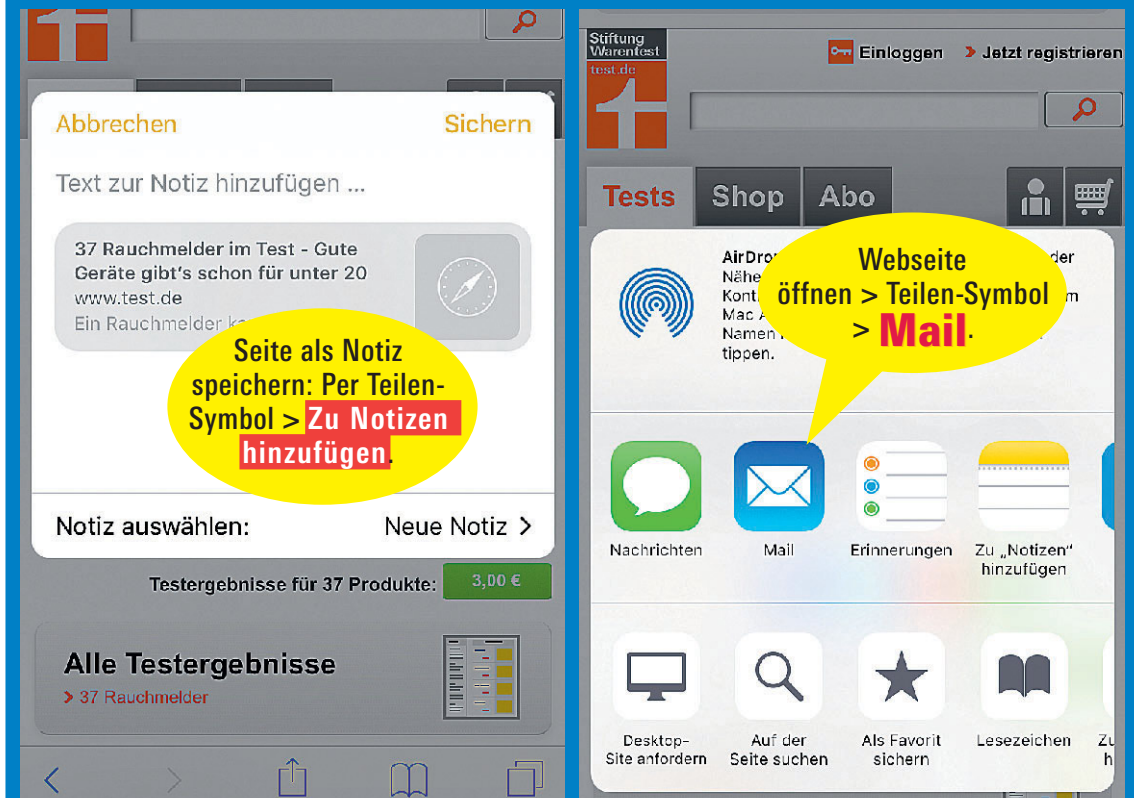 Abbrechen Sichern
Text zur Notiz hinzufügen ...
37 Rauchmelder im Test - Gute
Geräte gibt's schon für unter 20
www.test.de
Ein Rauchmelder
Seite als Notiz
speichern: Per Teilen-
Symbol > Zu Notizen
hinzufügen.
Notiz auswählen: Neue Notiz >
Testergebnisse für 37 Produkte: 3,00 €
Alle Testergebnisse
> 37 Rauchmelder
Stiftung
Warentest
test.de
Einloggen > Jetzt registrieren
Tests Shop Abo
Mac
Namen
tippen.
Webseite
öffnen > Teilen-Symbol
> Mail.
Nachrichten Mail Erinnerungen Zu „Notizen"
hinzufügen
Desktop-
Site anfordern
Auf der
Seite suchen
Als Favorit
sichern
Lesezeichen